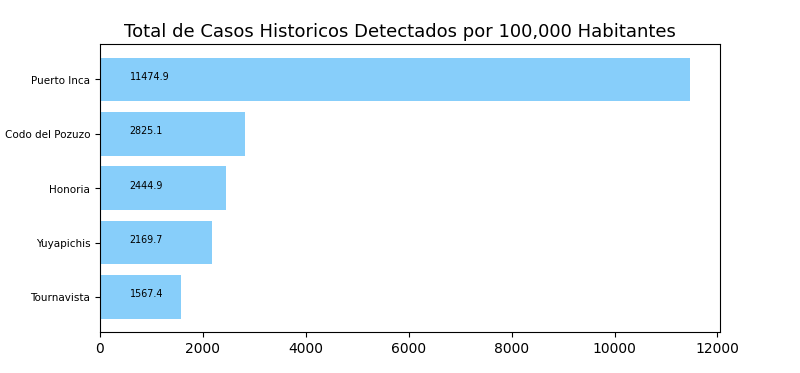 Total de Casos Historicos Detectados por 100,000 Habitantes
Puerto Inca 11474.9
Codo del Pozuzo 2825.1
Honoria 2444.9
Yuyapichis 2169.7
Tournavista 1567.4
0 2000 4000 6000 8000 10000 12000